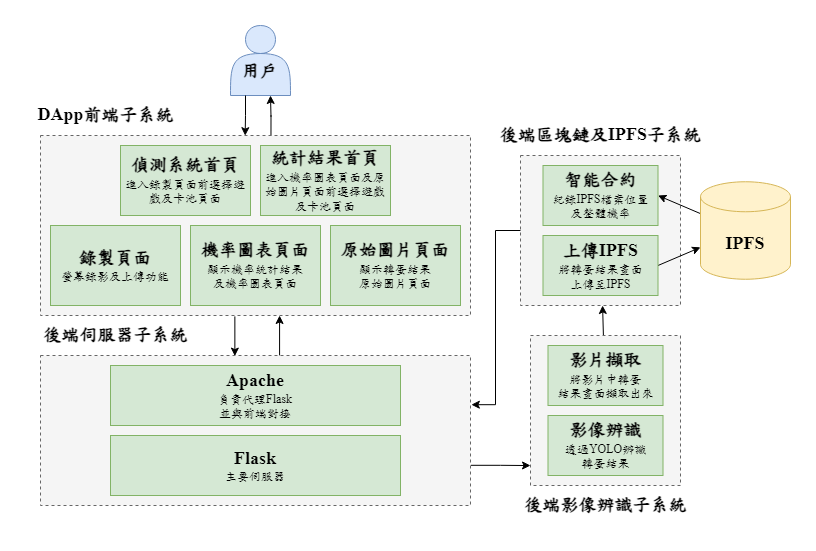 用戶
DApp前端子系統
偵測系統首頁
進入錄製頁面前選擇遊
戲及卡池頁面
統計結果首頁
進入機率圖表頁面及原
始圖片頁面前選擇遊戲
及卡池頁面
錄製頁面
螢幕錄影及上傳功能
機率圖表頁面
顯示機率統計結果
及機率圖表頁面
原始圖片頁面
顯示轉蛋結果
原始圖片頁面
後端伺服器子系統
Apache
負責代理Flask
並與前端對接
Flask
主要伺服器
後端區塊鏈及IPFS子系統
智能合約
紀錄IPFS檔案位置
及整體機率
上傳IPFS
將轉蛋結果畫面
上傳至IPFS
IPFS
影片擷取
將影片中轉蛋
結果畫面擷取出來
影像辨識
透過YOLO辨識
轉蛋結果
後端影像辨識子系統